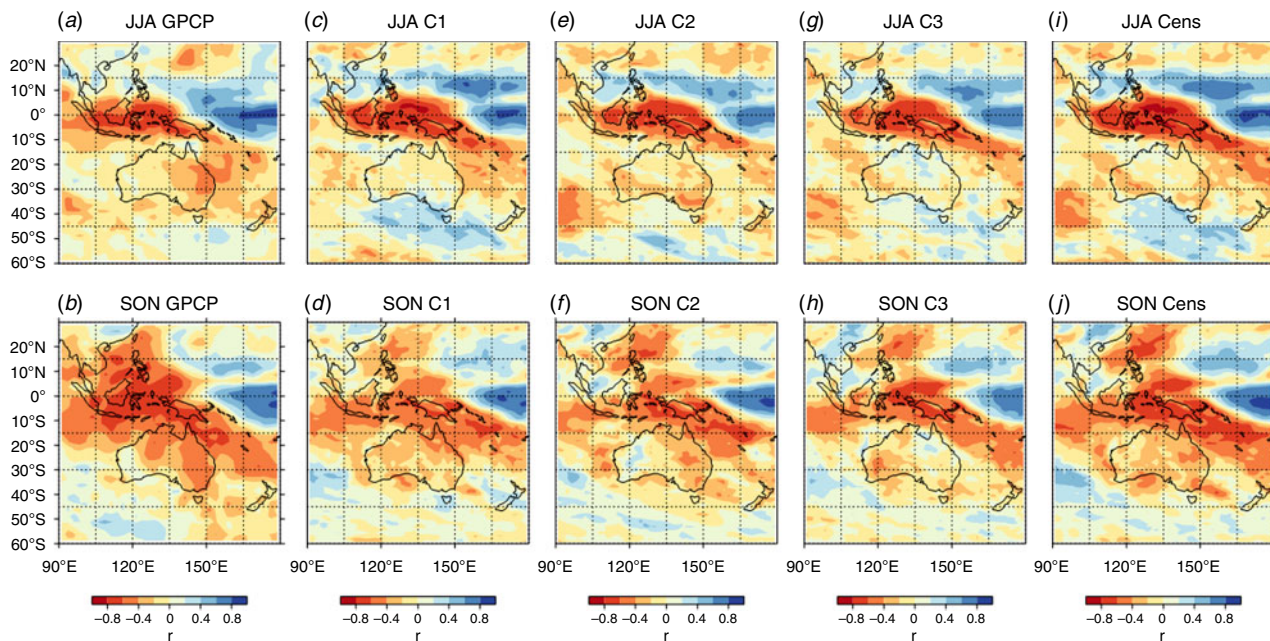 (a) JJA GPCP (c) JJA C1 (e) JJA C2 (g) JJA C3 (i) JJA Cens
20°N
10°N
0°
10°S
20°S
30°S
40°S
50°S
60°S
(b) SON GPCP (d) SON C1 (f) SON C2 (h) SON C3 (j) SON Cens
20°N
10°N
0°
10°S
20°S
30°S
40°S
50°S
60°S
90°E 120°E 150°E 90°E 120°E 150°E 90°E 120°E 150°E 90°E 120°E 150°E 90°E 120°E 150°E
−0.8 −0.4 0 0.4 0.8 −0.8 −0.4 0 0.4 0.8 −0.8 −0.4 0 0.4 0.8 −0.8 −0.4 0 0.4 0.8 −0.8 −0.4 0 0.4 0.8
r r r r r